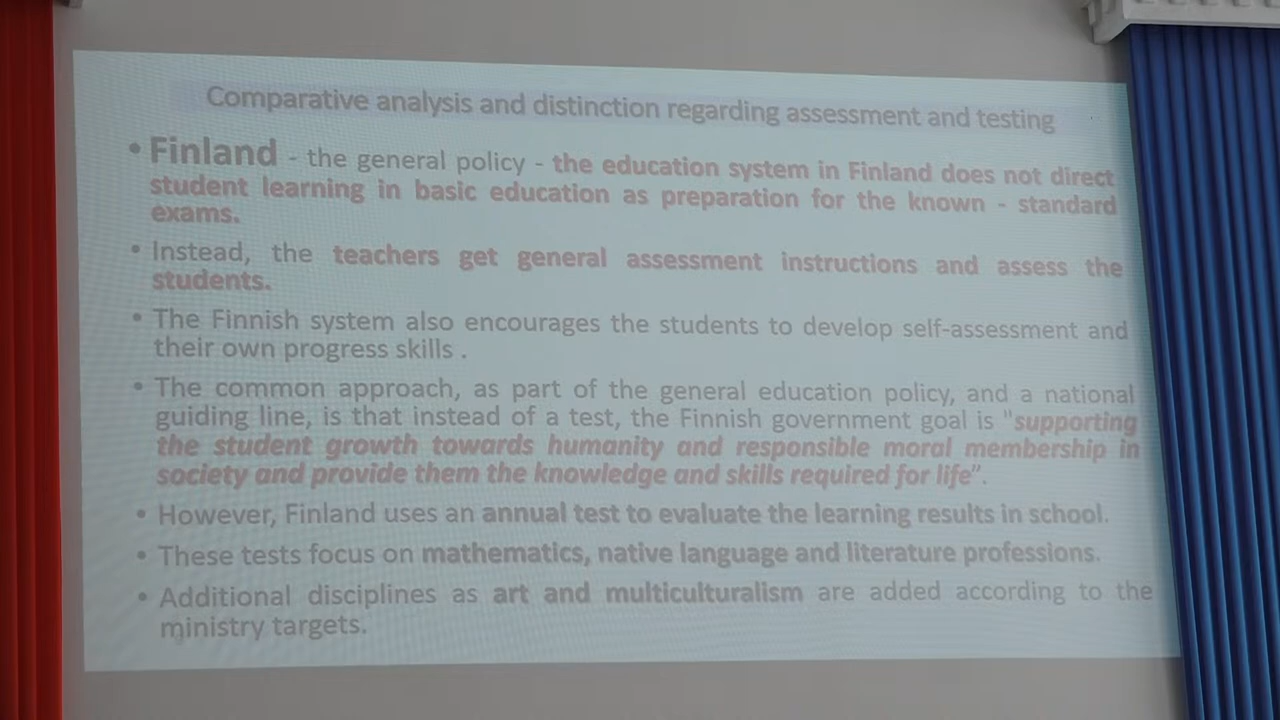 Comparative analysis and distinction regarding assessment and testing
• Finland - the general policy - the education system in Finland does not direct
student learning in basic education as preparation for the known - standard
exams.
• Instead, the teachers get general assessment instructions and assess the
students.
• The Finnish system also encourages the students to develop self-assessment and
their own progress skills .
• The common approach, as part of the general education policy, and a national
guiding line, is that instead of a test, the Finnish government goal is "supporting
the student growth towards humanity and responsible moral membership in
society and provide them the knowledge and skills required for life".
• However, Finland uses an annual test to evaluate the learning results in school.
• These tests focus on mathematics, native language and literature professions.
• Additional disciplines as art and multiculturalism are added according to the
ministry targets.